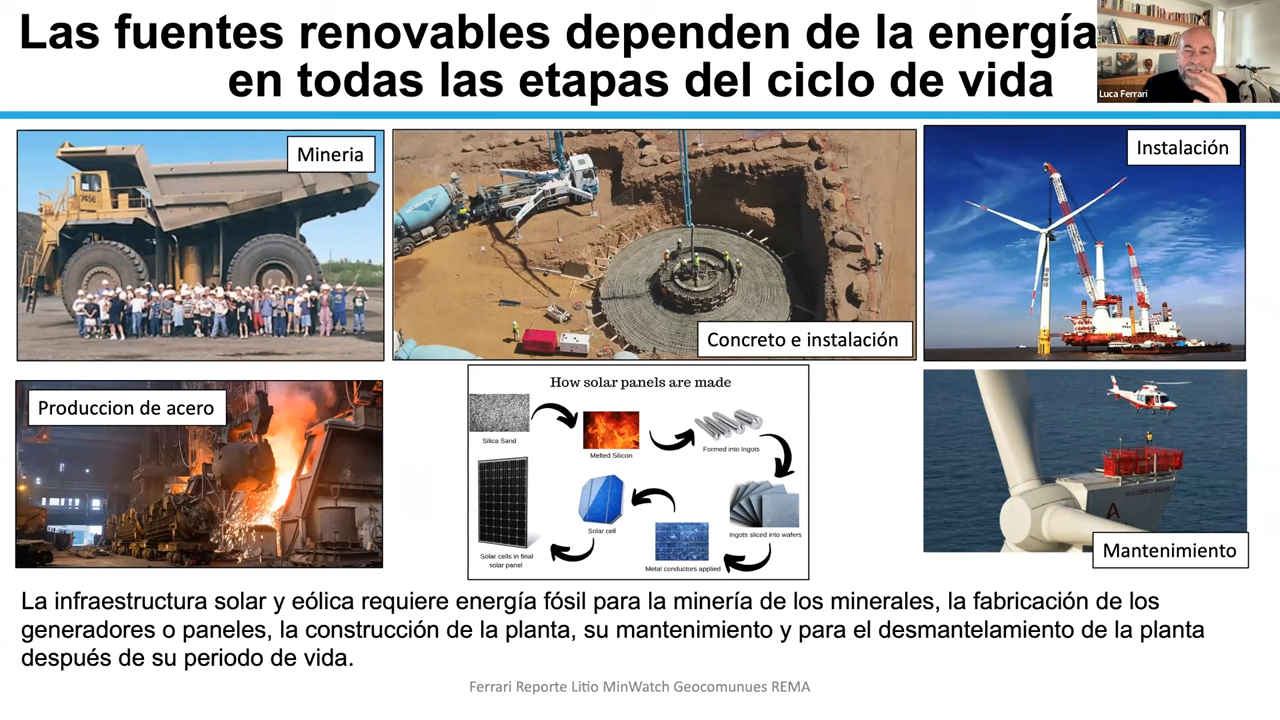 Las fuentes renovables dependen de la energía
en todas las etapas del ciclo de vida
Luca Ferrari
Mineria
7456
Concreto e instalación
Instalación
Produccion de acero
How solar panels are made
Silica Sand
Melted Silicon
Formed into Ingots
Ingots sliced into wafers
Metal conductors applied
Solar cell
Solar cells in final
solar panel
A
Mantenimiento
La infraestructura solar y eólica requiere energía fósil para la minería de los minerales, la fabricación de los
generadores o paneles, la construcción de la planta, su mantenimiento y para el desmantelamiento de la planta
después de su periodo de vida.
Ferrari Reporte Litio MinWatch Geocomunues REMA